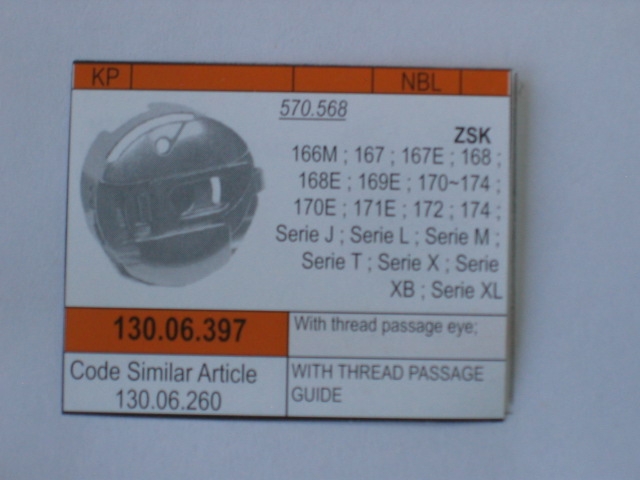 KP NBL
570.568
ZSK
166M ; 167 ; 167E ; 168 ;
168E ; 169E ; 170~174 ;
170E ; 171E ; 172 ; 174 ;
Serie J ; Serie L ; Serie M ;
Serie T ; Serie X ; Serie
XB ; Serie XL
130.06.397
With thread passage eye;
Code Similar Article
130.06.260
WITH THREAD PASSAGE
GUIDE